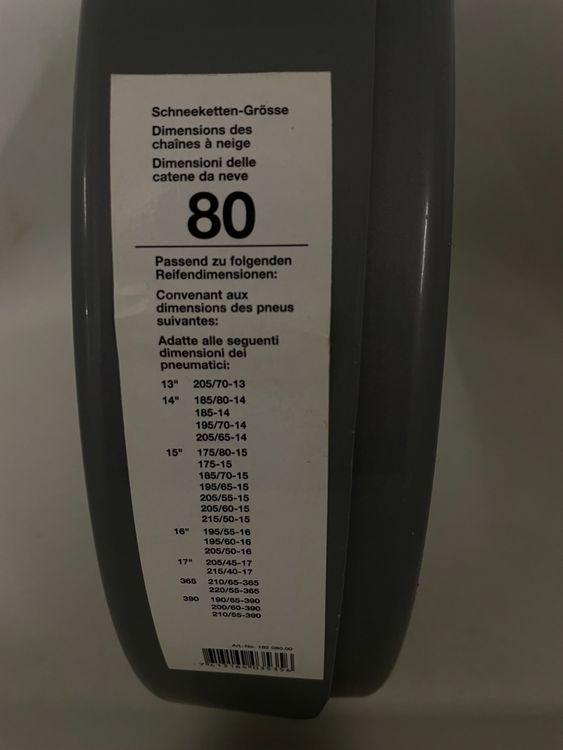 Schneeketten-Grösse
Dimensions des
chaînes à neige
Dimensioni delle
catene da neve
80
Passend zu folgenden
Reifendimensionen:
Convenant aux
dimensions des pneus
suivantes:
Adatte alle seguenti
dimensioni dei
pneumatici:
13" 205/70-13
14" 185/80-14
185-14
195/70-14
205/65-14
15" 175/80-15
175-15
185/70-15
195/65-15
205/55-15
205/60-15
215/50-15
16" 195/55-16
195/60-16
205/50-16
17" 205/45-17
215/40-17
365 210/65-365
220/55-365
390 190/65-390
200/60-390
210/55-390
Art.-No. 182 080.00